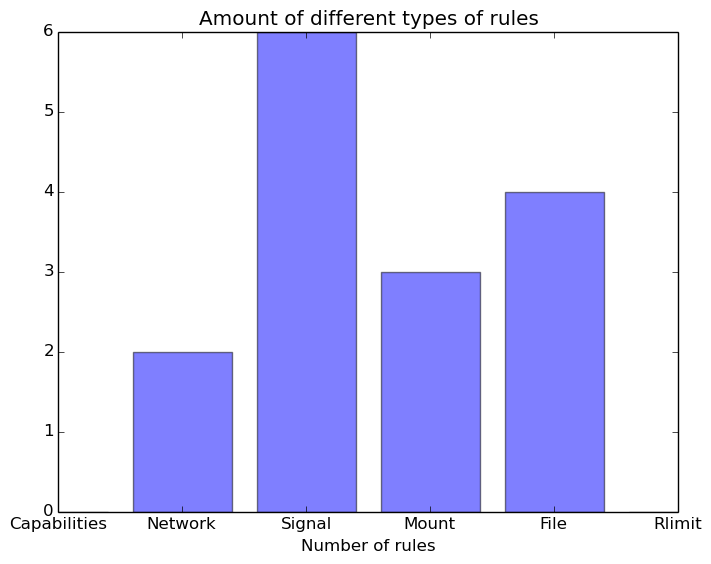 Amount of different types of rules
6
5
4
3
2
1
0
Capabilities Network Signal Mount File Rlimit
Number of rules